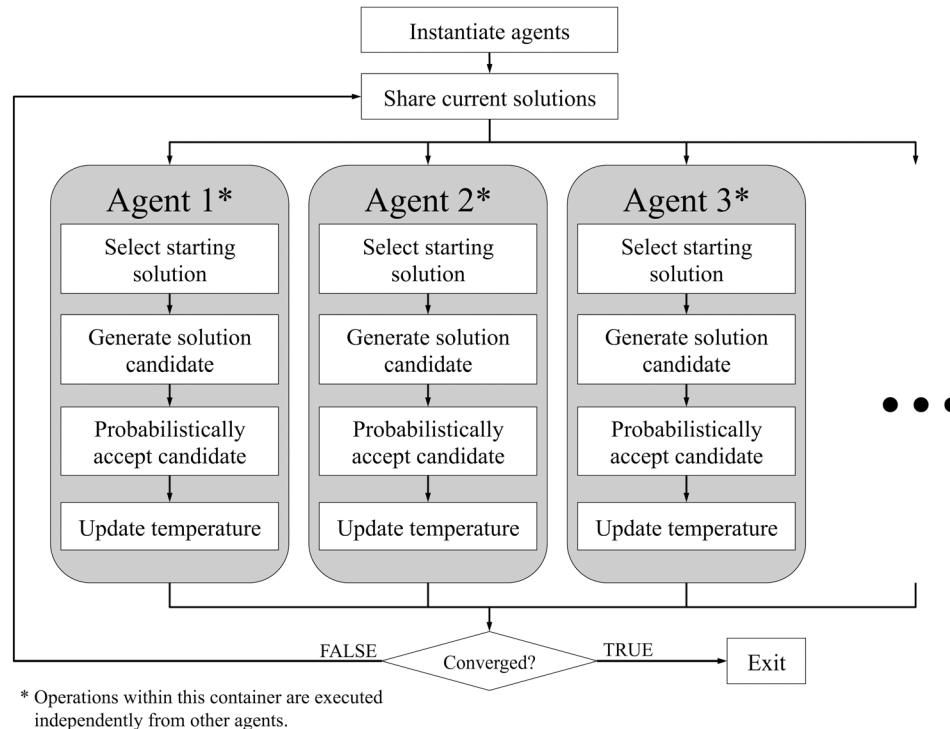 Instantiate agents
Share current solutions
Agent 1*
Select starting
solution
Generate solution
candidate
Probabilistically
accept candidate
Update temperature
Agent 2*
Select starting
solution
Generate solution
candidate
Probabilistically
accept candidate
Update temperature
Agent 3*
Select starting
solution
Generate solution
candidate
Probabilistically
accept candidate
Update temperature
FALSE
Converged?
TRUE
Exit
* Operations within this container are executed
independently from other agents.